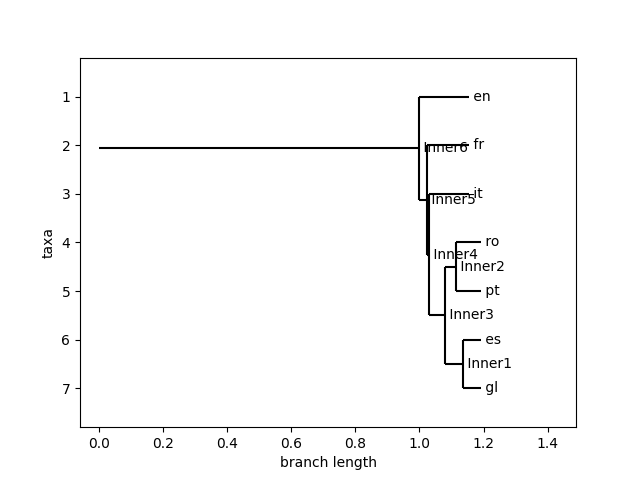 1
en
2
Inner6
fr
3
it
Inner5
4
ro
Inner4
Inner2
taxa
5
pt
Inner3
6
es
Inner1
7
gl
0.0 0.2 0.4 0.6 0.8 1.0 1.2 1.4
branch length